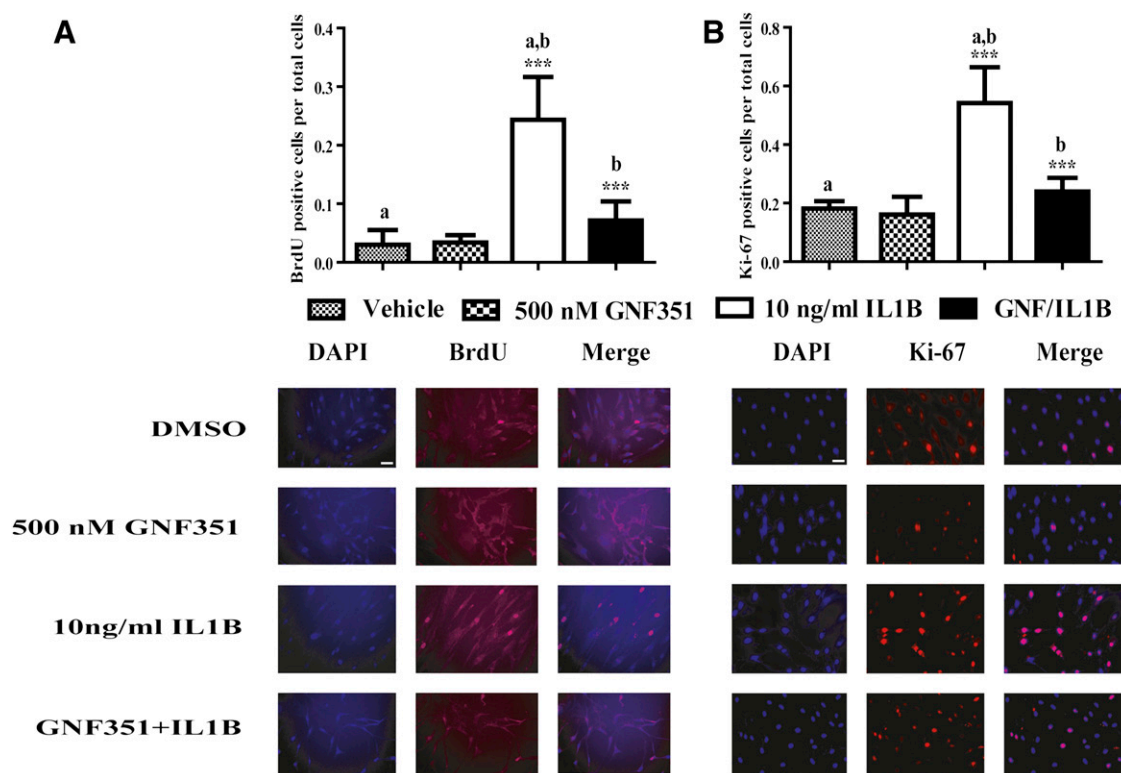 A
BrdU positive cells per total cells
0.4
0.3
0.2
0.1
0.0
a
a,b
***
b
***
B
Ki-67 positive cells per total cells
0.8
0.6
0.4
0.2
0.0
a
a,b
***
b
***
Vehicle 500 nM GNF351 10 ng/ml IL1B GNF/IL1B
DAPI BrdU Merge DAPI Ki-67 Merge
DMSO
500 nM GNF351
10ng/ml IL1B
GNF351+IL1B